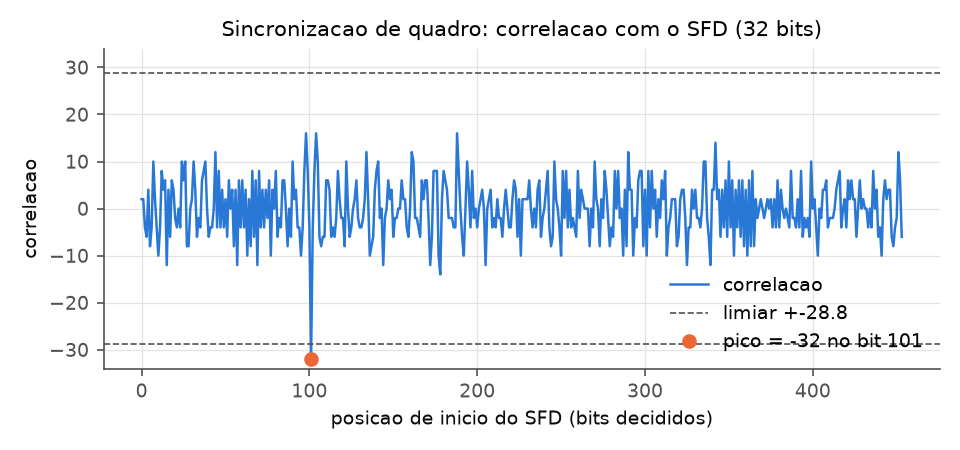 Sincronizacao de quadro: correlacao com o SFD (32 bits)
correlacao
30
20
10
0
−10
−20
−30
correlacao
limiar +-28.8
pico = -32 no bit 101
0
100
200
300
400
posicao de inicio do SFD (bits decididos)